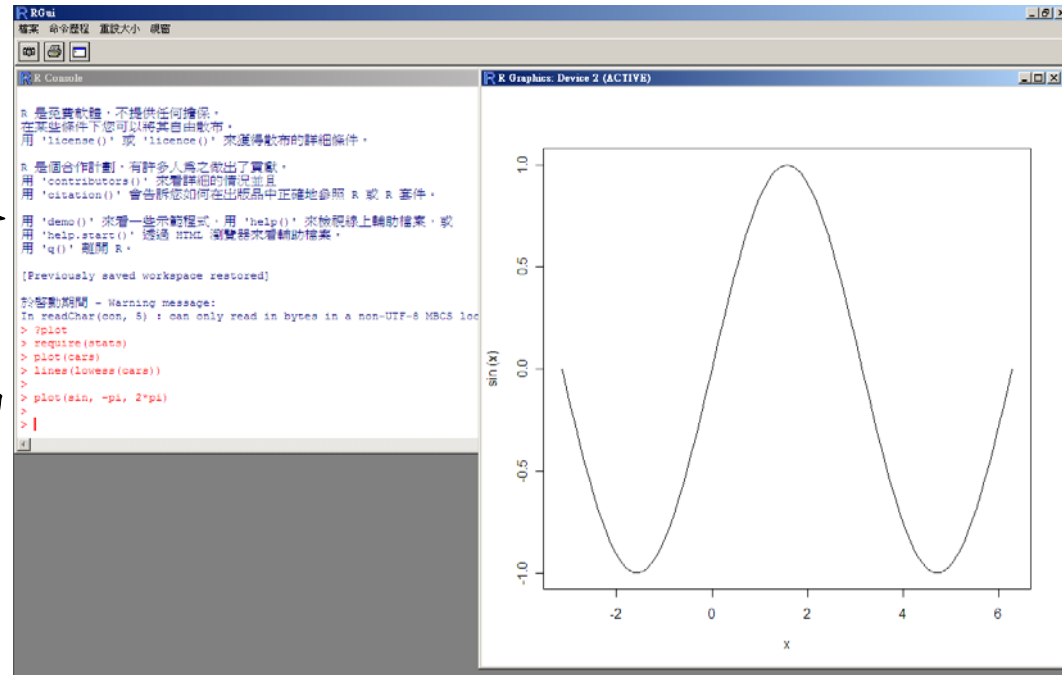 RGui
檔案 命令歷程 重設大小 視窗
STOP
R Console
R 是免費軟體，不提供任何擔保。
在某些條件下您可以將其自由散布。
用 'license()' 或 'licence()' 來獲得散布的詳細條件。
R 是個合作計劃，有許多人為之做出了貢獻。
用 'contributors()' 來看詳細的情況並且
用 'citation()' 會告訴您如何在出版品中正確地參照 R 或 R 套件。
用 'demo()' 來看一些示範程式，用 'help()' 來檢視線上輔助檔案，或
用 'help.start()' 透過 HTML 瀏覽器來看輔助檔案。
用 'q()' 離開 R。
[Previously saved workspace restored]
於啓動期間 - Warning message:
In readChar(con, 5) : can only read in bytes in a non-UTF-8 MBCS loc
> ?plot
> require(stats)
> plot(cars)
> lines(lowess(cars))
>
> plot(sin, -pi, 2*pi)
>
>
R Graphics: Device 2 (ACTIVE)
1.0
0.5
0.0
-0.5
-1.0
sin (x)
-2 0 2 4 6
x